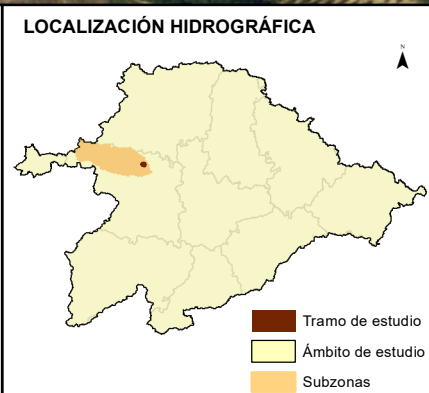 LOCALIZACIÓN HIDROGRÁFICA
N
Tramo de estudio
Ámbito de estudio
Subzonas